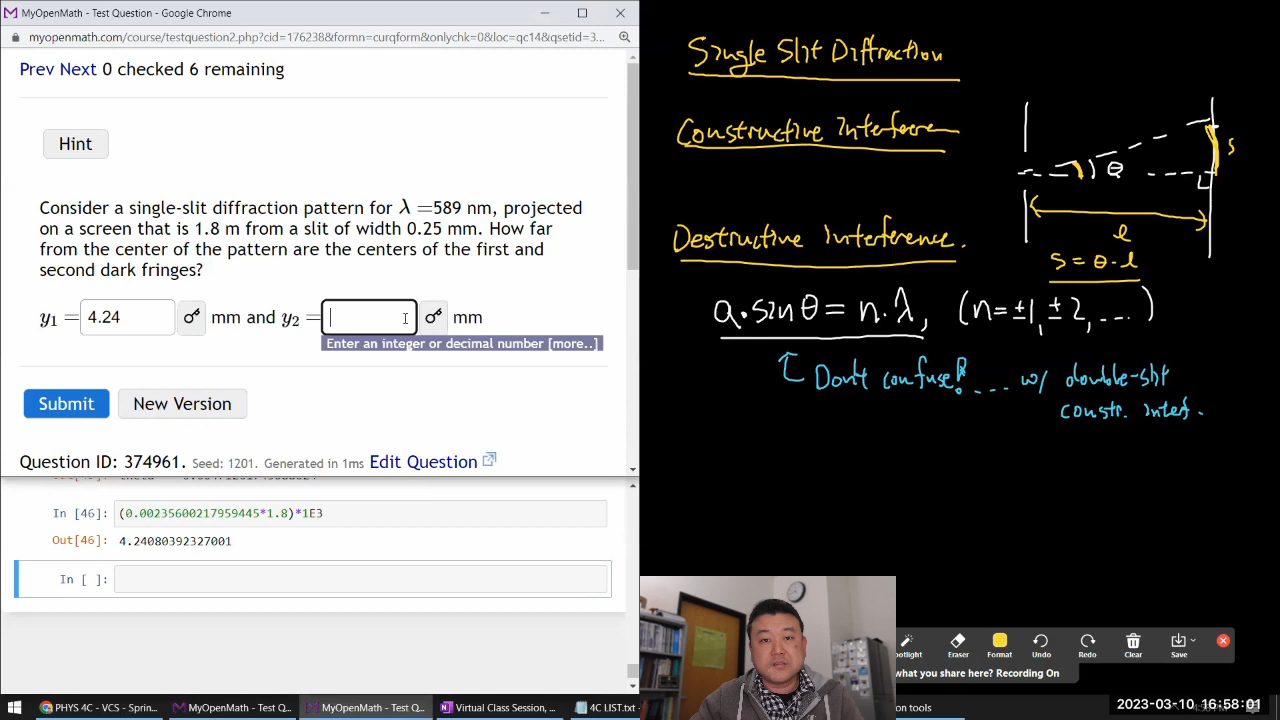 MyOpenMath - Test Question - Google Chrome
myopenmath.com/course/testquestion2.php?cid=176238&formn=curqform&onlychk=0&loc=qc14&qsetid=3...
Prev Next 0 checked 6 remaining
Hint
Consider a single-slit diffraction pattern for λ =589 nm, projected
on a screen that is 1.8 m from a slit of width 0.25 mm. How far
from the center of the pattern are the centers of the first and
second dark fringes?
y₁ = 4.24 mm and y₂ = mm
Enter an integer or decimal number [more..]
Submit New Version
Question ID: 374961. Seed: 1201. Generated in 1ms Edit Question
In [46]: (0.00235600217959445*1.8)*1E3
Out[46]: 4.24080392327001
In [ ]:
Single Slit Diffraction
Constructive Interferen
θ
s
l
s = θ · l
Destructive Interference.
a · sin θ = n · λ, (n = ±1, ±2, ...)
Don't confuse! .... w/ double-slit
constr. interf.
potlight Eraser Format Undo Redo Clear Save
what you share here? Recording On
PHYS-4C - VCS - Sprin... MyOpenMath - Test Q... MyOpenMath - Test Q... Virtual Class Session, ... 4C LIST.txt ion tools
2023-03-10 16:58:01